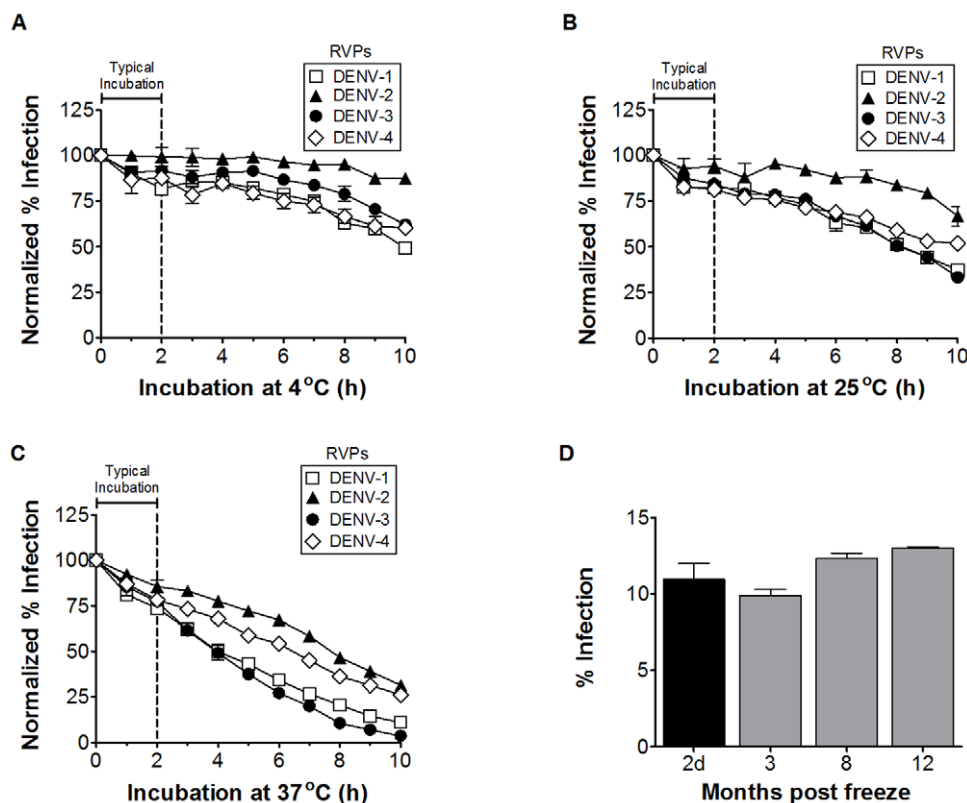 A
RVPs
Typical
Incubation
DENV-1
DENV-2
DENV-3
DENV-4
125
100
75
50
25
0
Normalized % Infection
0 2 4 6 8 10
Incubation at 4°C (h)
B
RVPs
Typical
Incubation
DENV-1
DENV-2
DENV-3
DENV-4
125
100
75
50
25
0
Normalized % Infection
0 2 4 6 8 10
Incubation at 25°C (h)
C
RVPs
Typical
Incubation
DENV-1
DENV-2
DENV-3
DENV-4
125
100
75
50
25
0
Normalized % Infection
0 2 4 6 8 10
Incubation at 37°C (h)
D
15
10
5
0
% Infection
2d 3 8 12
Months post freeze